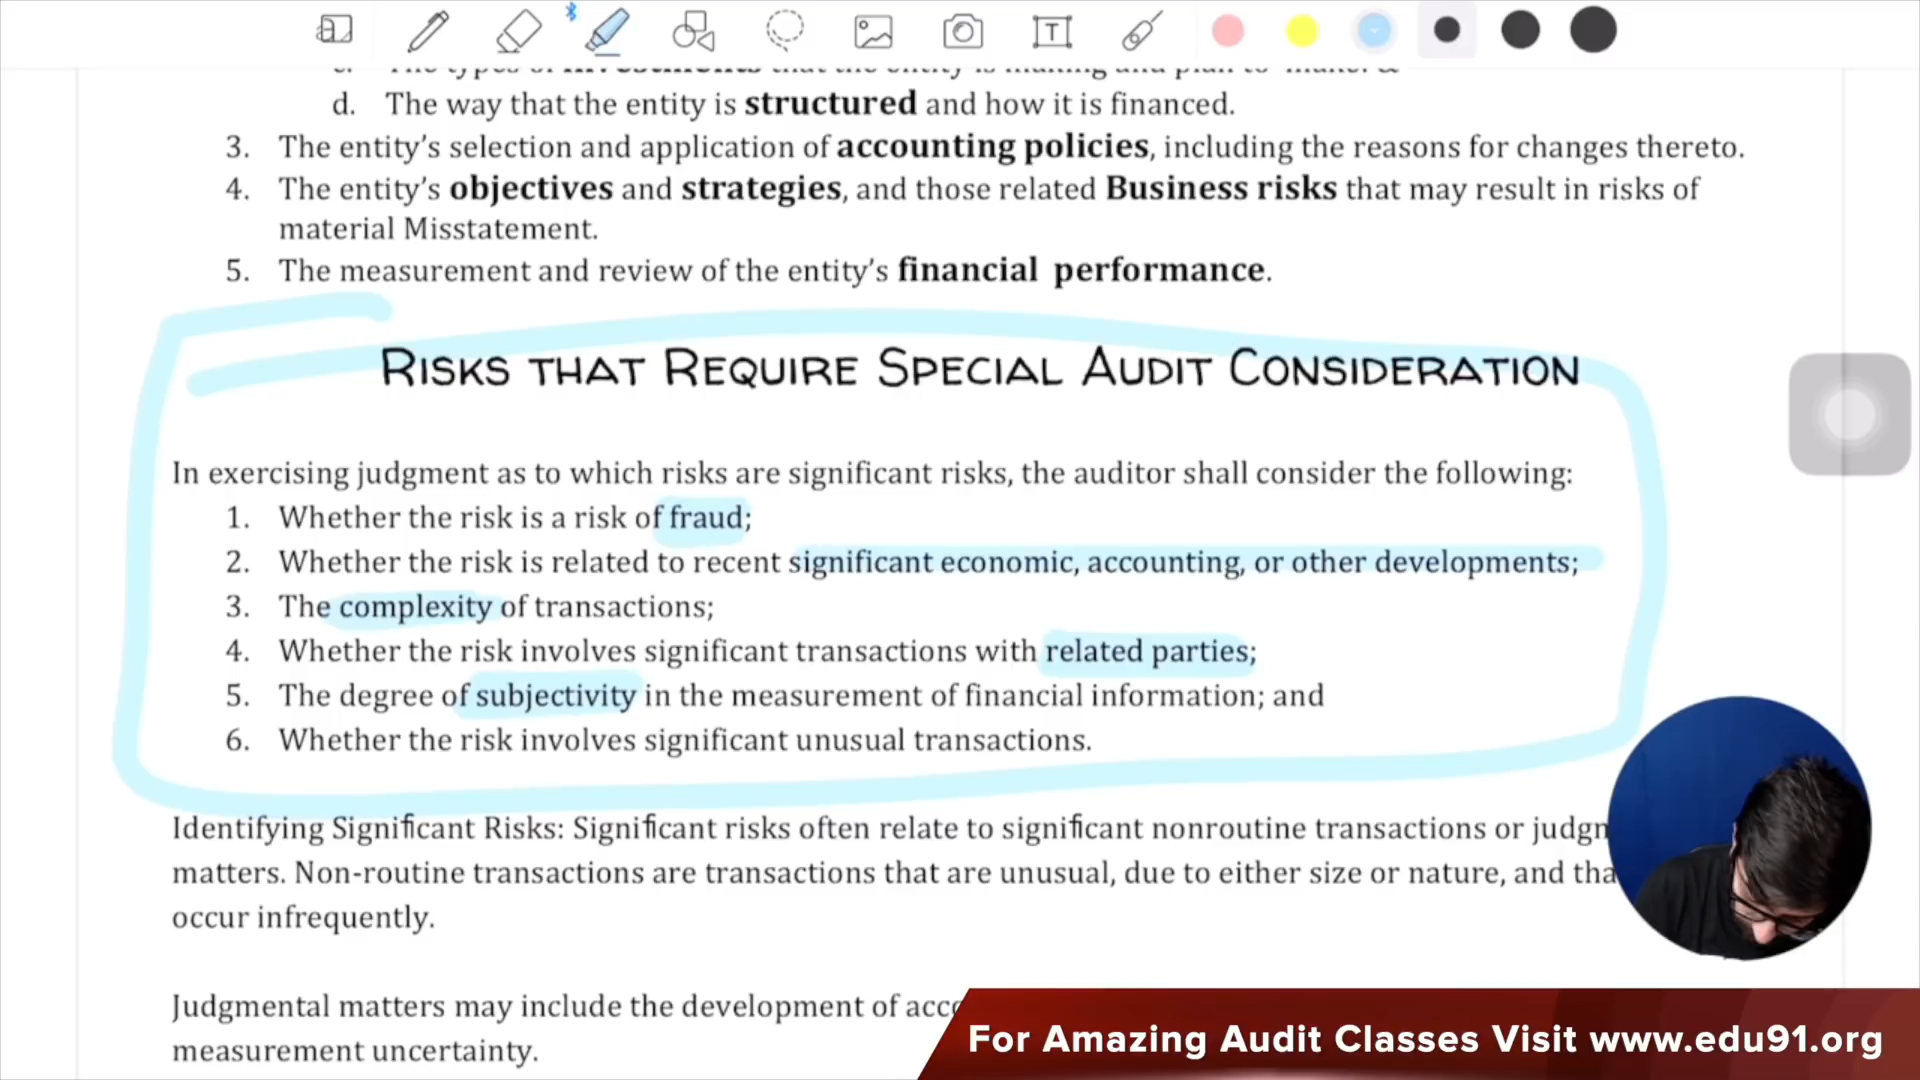 d. The way that the entity is structured and how it is financed.
3. The entity’s selection and application of accounting policies, including the reasons for changes thereto.
4. The entity’s objectives and strategies, and those related Business risks that may result in risks of
material Misstatement.
5. The measurement and review of the entity’s financial performance.
RISKS THAT REQUIRE SPECIAL AUDIT CONSIDERATION
In exercising judgment as to which risks are significant risks, the auditor shall consider the following:
1. Whether the risk is a risk of fraud;
2. Whether the risk is related to recent significant economic, accounting, or other developments;
3. The complexity of transactions;
4. Whether the risk involves significant transactions with related parties;
5. The degree of subjectivity in the measurement of financial information; and
6. Whether the risk involves significant unusual transactions.
Identifying Significant Risks: Significant risks often relate to significant nonroutine transactions or
matters. Non-routine transactions are transactions that are unusual, due to either size or nature, and
occur infrequently.
Judgmental matters may include the development of
measurement uncertainty.
For Amazing Audit Classes Visit www.edu91.org